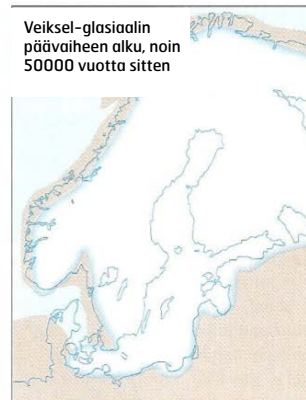 Veiksel-glasiaalin
päävaiheen alku, noin
50000 vuotta sitten